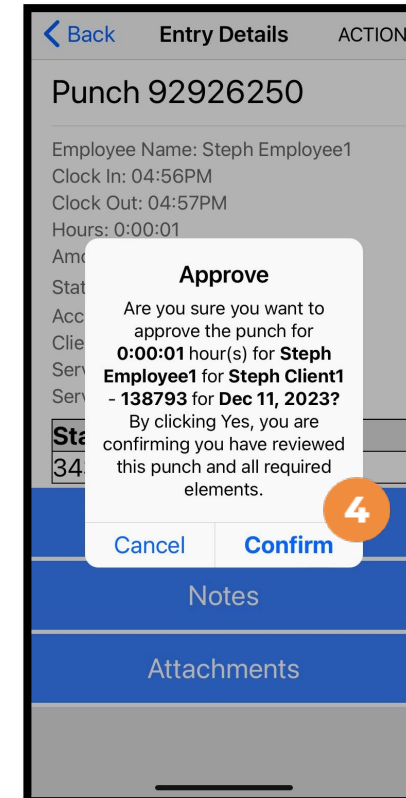 Back Entry Details ACTION
Punch 92926250
Employee Name: Steph Employee1
Clock In: 04:56PM
Clock Out: 04:57PM
Hours: 0:00:01
Approve
Are you sure you want to
approve the punch for
0:00:01 hour(s) for Steph
Employee1 for Steph Client1
- 138793 for Dec 11, 2023?
By clicking Yes, you are
confirming you have reviewed
this punch and all required
elements.
4
Cancel Confirm
Notes
Attachments